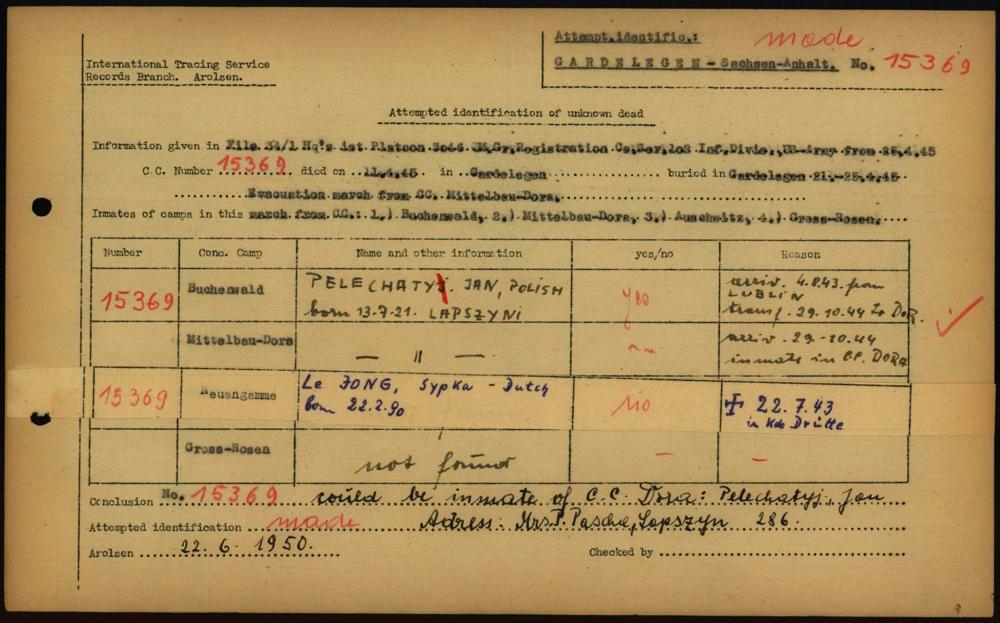 International Tracing Service
Records Branch. Arolsen.
Attempt.identific.: made
GARDELEGEN - Sachsen-Anhalt. No. 15369
Attempted identification of unknown dead
Information given in File 34/1 Hq's 1st Platoon 3046 QM.Gr.Registration Co.,Ser.,102 Inf.Divis., US-Army from 25.4.45
C.C. Number 15369 died on 11.4.45 in Gardelegen buried in Gardelegen 21.-25.4.45
Evacuation march from CC. Mittelbau-Dora.
Inmates of camps in this march from C.C.: 1.) Buchenwald, 2.) Mittelbau-Dora, 3.) Auschwitz, 4.) Gross-Rosen.
Number Conc. Camp Name and other information yes/no Reason
15369 Buchenwald PELECHATYJ. JAN, POLISH yes arriv. 4.8.43 from
LUBLIN
born 13.7.21. LAPSZYNI transf. 29.10.44 to DoR.
Mittelbau-Dora — " — arriv. 29-10.44
inmate in CC. DORA
15369 Neuengamme Le JONG, Sypka - Dutch no ✝ 22.7.43
born 22.2.90 in Kdo Drütte
Gross-Rosen not found — —
Conclusion No. 15369 could be inmate of C.C. Dora: Pelechatyj, Jan
Attempted identification made Adress: Mrs P. Pascha, Lopszyn 286.
Arolsen 22. 6. 1950. Checked by